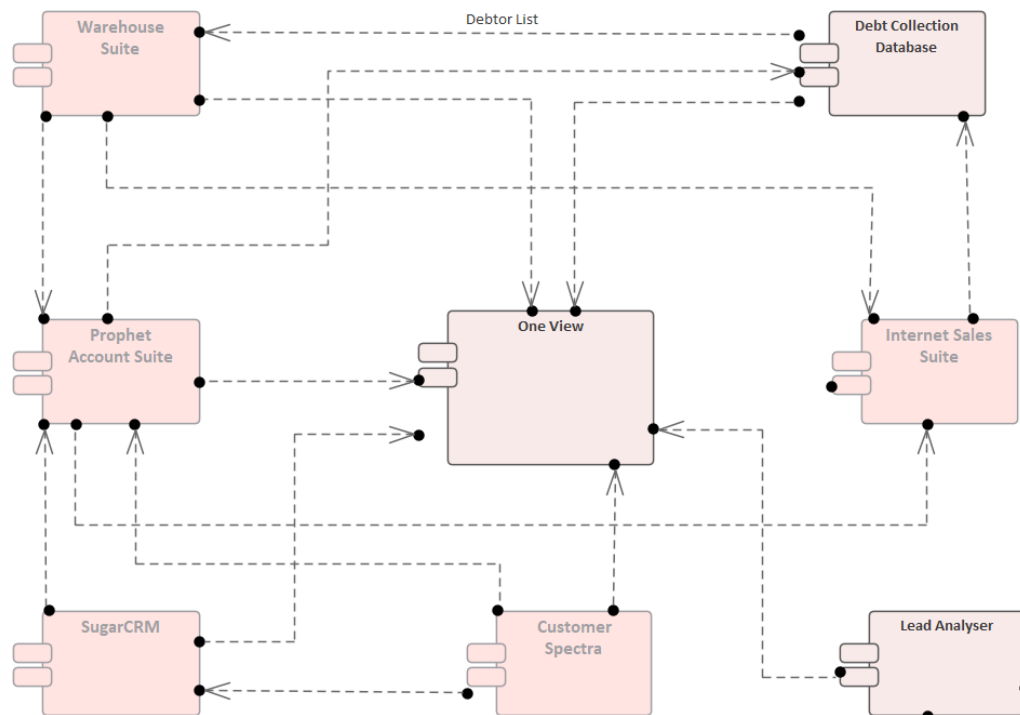 Warehouse
Suite
Debtor List
Debt Collection
Database
Prophet
Account Suite
One View
Internet Sales
Suite
SugarCRM
Customer
Spectra
Lead Analyser